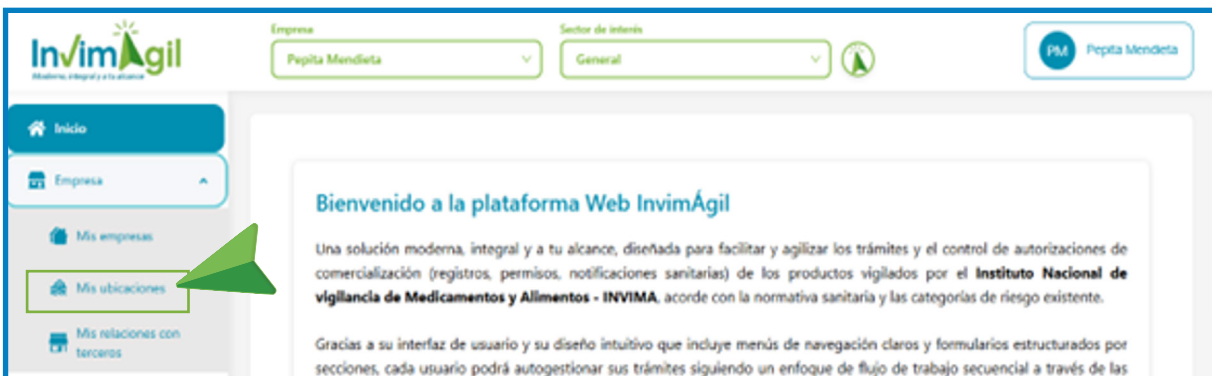 InvimÁgil
Moderno, integral y a tu alcance
Empresa
Pepita Mendieta
Sector de interés
General
PM
Pepita Mendieta
Inicio
Empresa
Mis empresas
Mis ubicaciones
Mis relaciones con
terceros
Bienvenido a la plataforma Web InvimÁgil
Una solución moderna, integral y a tu alcance, diseñada para facilitar y agilizar los trámites y el control de autorizaciones de
comercialización (registros, permisos, notificaciones sanitarias) de los productos vigilados por el Instituto Nacional de
vigilancia de Medicamentos y Alimentos - INVIMA, acorde con la normativa sanitaria y las categorías de riesgo existente.
Gracias a su interfaz de usuario y su diseño intuitivo que incluye menús de navegación claros y formularios estructurados por
secciones, cada usuario podrá autogestionar sus trámites siguiendo un enfoque de flujo de trabajo secuencial a través de las